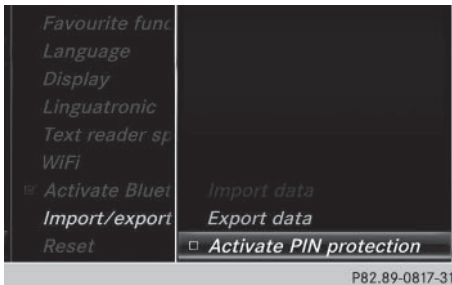 Favourite func
Language
Display
Linguatronic
Text reader sp
WiFi
Activate Bluet
Import/export
Reset
Import data
Export data
Activate PIN protection
P82.89-0817-31